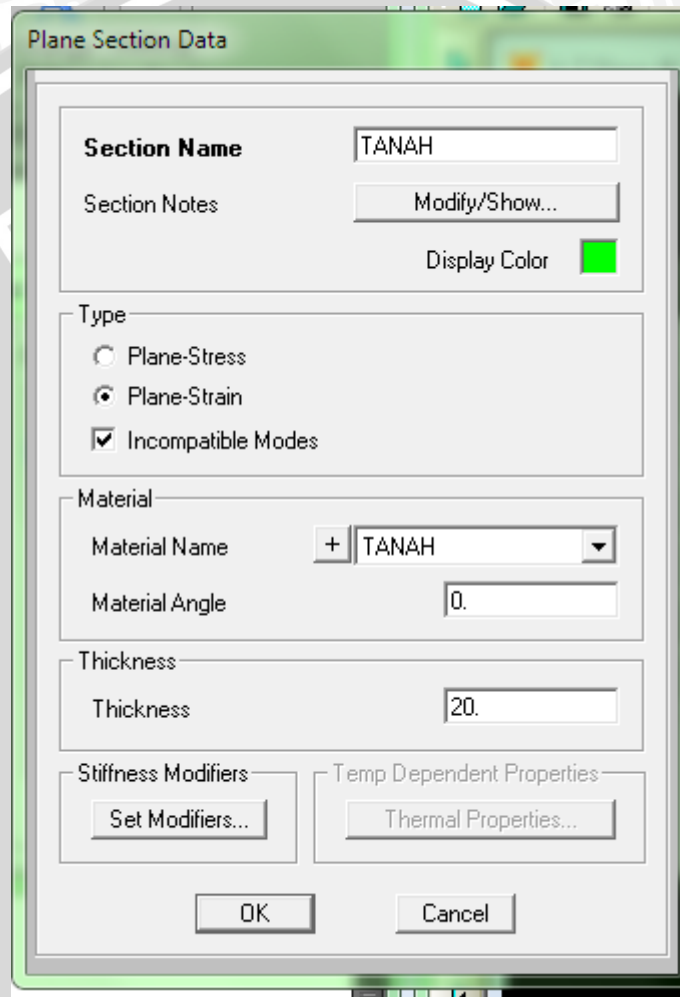 Plane Section Data
Section Name TANAH
Section Notes Modify/Show...
Display Color
Type
Plane-Stress
Plane-Strain
Incompatible Modes
Material
Material Name + TANAH
Material Angle 0.
Thickness
Thickness 20.
Stiffness Modifiers Temp Dependent Properties
Set Modifiers... Thermal Properties...
OK Cancel